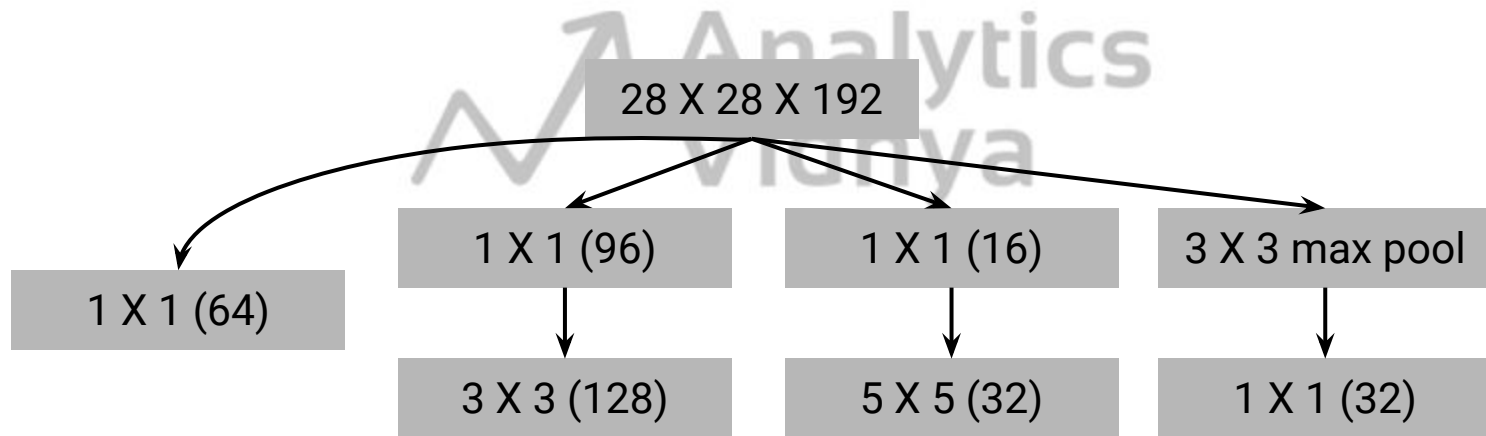 Analytics
Vidhya
28 X 28 X 192
1 X 1 (96)
1 X 1 (16)
3 X 3 max pool
1 X 1 (64)
3 X 3 (128)
5 X 5 (32)
1 X 1 (32)